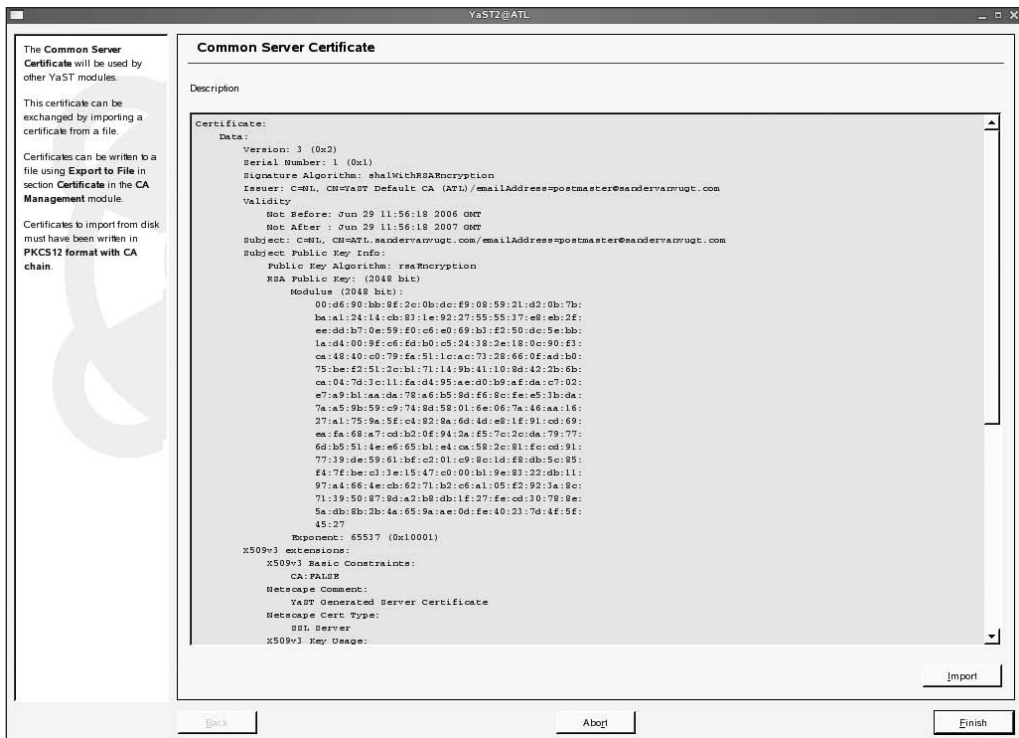 YaST2@ATL
The Common Server
Certificate will be used by
other YaST modules.
This certificate can be
exchanged by importing a
certificate from a file.
Certificates can be written to a
file using Export to File in
section Certificate in the CA
Management module.
Certificates to import from disk
must have been written in
PKCS12 format with CA
chain.
Common Server Certificate
Description
Certificate:
Data:
Version: 3 (0x2)
Serial Number: 1 (0x1)
Signature Algorithm: sha1WithRSAEncryption
Issuer: C=NL, CN=YaST Default CA (ATL)/emailAddress=postmaster@sandervanvugt.com
Validity
Not Before: Jun 29 11:56:18 2006 GMT
Not After : Jun 29 11:56:18 2007 GMT
Subject: C=NL, CN=ATL.sandervanvugt.com/emailAddress=postmaster@sandervanvugt.com
Subject Public Key Info:
Public Key Algorithm: rsaEncryption
RSA Public Key: (2048 bit)
Modulus (2048 bit):
00:d6:90:bb:8f:2c:0b:dc:f9:08:59:21:d2:0b:7b:
ba:a1:24:14:cb:83:1e:92:27:55:55:37:e8:eb:2f:
ee:dd:b7:0e:59:f0:c6:e0:69:b3:f2:50:dc:5e:bb:
1a:d4:00:9f:c6:fd:b0:c5:24:38:2e:18:0c:90:f3:
ca:48:40:c0:79:fa:51:1c:ac:73:28:66:0f:ad:b0:
75:be:f2:51:2c:b1:71:14:9b:41:10:8d:42:2b:6b:
ca:04:7d:3c:11:fa:d4:95:ae:d0:b9:af:da:c7:02:
e7:a9:b1:aa:da:78:a6:b5:8d:f6:8c:fe:e5:3b:da:
7a:a5:9b:59:c9:74:8d:58:01:6e:06:7a:46:aa:16:
27:a1:75:9a:5f:c4:82:8a:6d:4d:e8:1f:91:cd:69:
ea:fa:68:a7:cd:b2:0f:94:2a:f5:7c:2c:da:79:77:
6d:b5:51:4e:e6:65:b1:e4:ca:58:2c:81:fc:cd:91:
77:39:de:59:61:bf:c2:01:c9:8c:1d:f8:db:5c:85:
f4:7f:be:c3:3e:15:47:c0:00:b1:9e:83:22:db:11:
97:a4:66:4e:cb:62:71:b2:c6:a1:05:f2:92:3a:8c:
71:39:50:87:8d:a2:b8:db:1f:27:fe:cd:30:78:8e:
5a:db:8b:2b:4a:65:9a:ae:0d:fe:40:23:7d:4f:5f:
45:27
Exponent: 65537 (0x10001)
X509v3 extensions:
X509v3 Basic Constraints:
CA:FALSE
Netscape Comment:
YaST Generated Server Certificate
Netscape Cert Type:
SSL Server
X509v3 Key Usage:
Import
Back
Abort
Finish